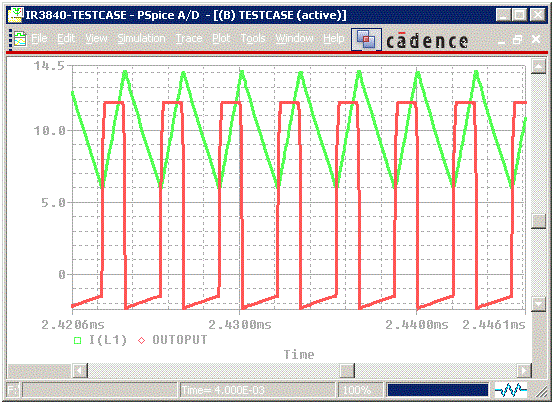 IR3840-TESTCASE - PSpice A/D - [(B) TESTCASE (active)]
File Edit View Simulation Trace Plot Tools Window Help cādence
14.5
10.0
5.0
0
2.4206ms 2.4300ms 2.4400ms 2.4461ms
I(L1) OUTOPUT
Time
Time= 4.000E-03 100%